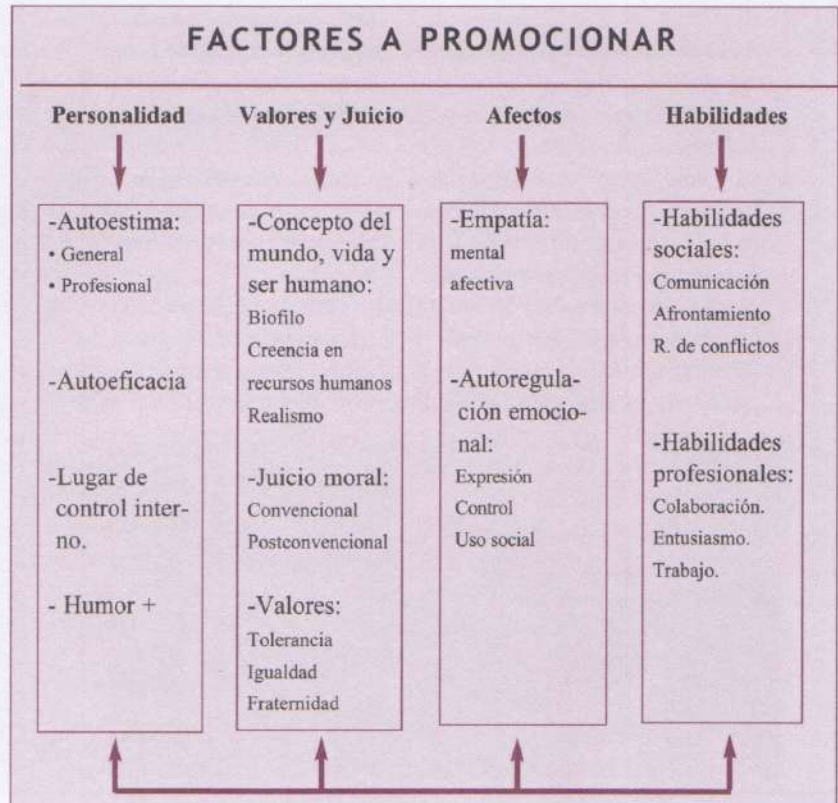 FACTORES A PROMOCIONAR
Personalidad
Valores y Juicio
Afectos
Habilidades
-Autoestima:
• General
• Profesional
-Autoeficacia
-Lugar de
control inter-
no.
- Humor +
-Concepto del
mundo, vida y
ser humano:
Biofilo
Creencia en
recursos humanos
Realismo
-Juicio moral:
Convencional
Postconvencional
-Valores:
Tolerancia
Igualdad
Fraternidad
-Empatía:
mental
afectiva
-Autoregula-
ción emocio-
nal:
Expresión
Control
Uso social
-Habilidades
sociales:
Comunicación
Afrontamiento
R. de conflictos
-Habilidades
profesionales:
Colaboración.
Entusiasmo.
Trabajo.